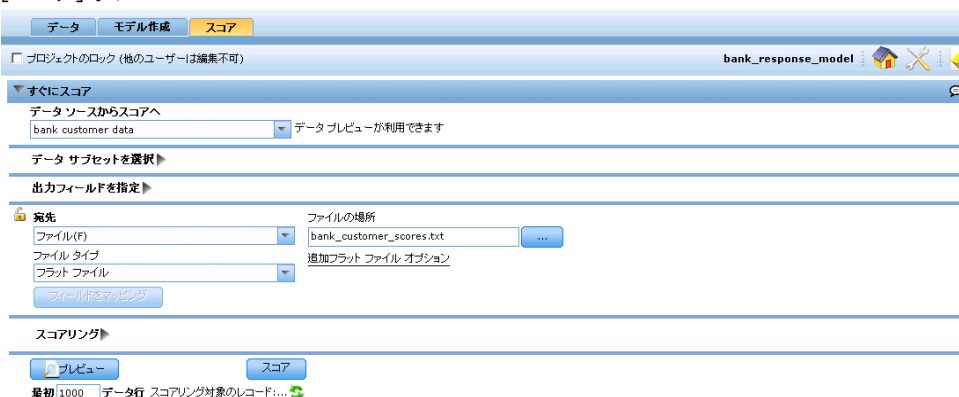 データ モデル作成 スコア
プロジェクトのロック (他のユーザーは編集不可) bank_response_model
すぐにスコア
データ ソースからスコアへ
bank customer data データ プレビューが利用できます
データ サブセットを選択
出力フィールドを指定
宛先 ファイルの場所
ファイル(F) bank_customer_scores.txt ...
ファイル タイプ 追加フラット ファイル オプション
フラット ファイル
フィールドをマッピング
スコアリング
プレビュー スコア
最初 1000 データ行 スコアリング対象のレコード:...